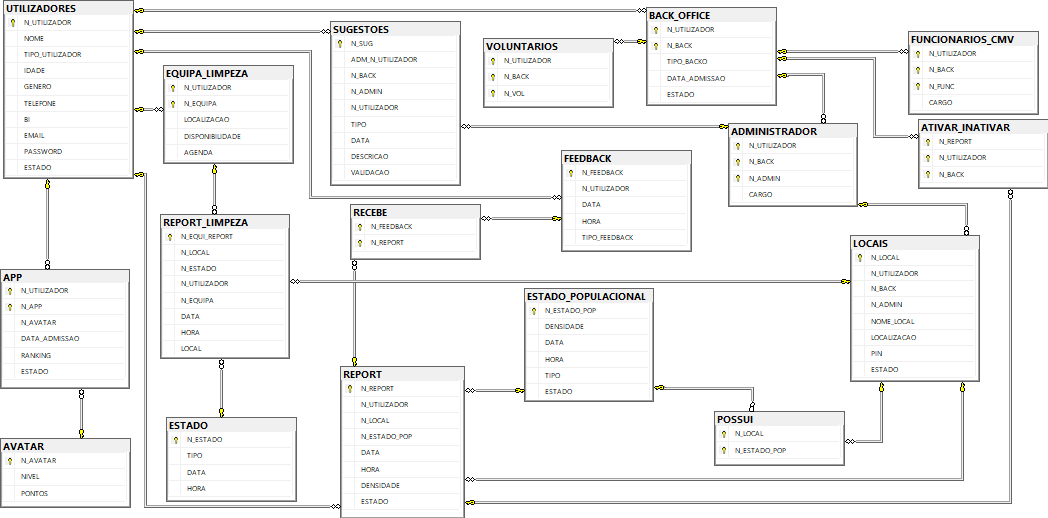 UTILIZADORES
N_UTILIZADOR
NOME
TIPO_UTILIZADOR
IDADE
GENERO
TELEFONE
BI
EMAIL
PASSWORD
ESTADO
EQUIPA_LIMPEZA
N_UTILIZADOR
N_EQUIPA
LOCALIZACAO
DISPONIBILIDADE
AGENDA
SUGESTOES
N_SUG
ADM_N_UTILIZADOR
N_BACK
N_ADMIN
N_UTILIZADOR
TIPO
DATA
DESCRICAO
VALIDACAO
VOLUNTARIOS
N_UTILIZADOR
N_BACK
N_VOL
BACK_OFFICE
N_UTILIZADOR
N_BACK
TIPO_BACKO
DATA_ADMISSAO
ESTADO
FUNCIONARIOS_CMV
N_UTILIZADOR
N_BACK
N_FUNC
CARGO
ADMINISTRADOR
N_UTILIZADOR
N_BACK
N_ADMIN
CARGO
ATIVAR_INATIVAR
N_REPORT
N_UTILIZADOR
N_BACK
FEEDBACK
N_FEEDBACK
N_UTILIZADOR
DATA
HORA
TIPO_FEEDBACK
RECEBE
N_FEEDBACK
N_REPORT
REPORT_LIMPEZA
N_EQUI_REPORT
N_LOCAL
N_ESTADO
N_UTILIZADOR
N_EQUIPA
DATA
HORA
LOCAL
LOCAIS
N_LOCAL
N_UTILIZADOR
N_BACK
N_ADMIN
NOME_LOCAL
LOCALIZACAO
PIN
ESTADO
APP
N_UTILIZADOR
N_APP
N_AVATAR
DATA_ADMISSAO
RANKING
ESTADO
ESTADO_POPULACIONAL
N_ESTADO_POP
DENSIDADE
DATA
HORA
TIPO
ESTADO
REPORT
N_REPORT
N_UTILIZADOR
N_LOCAL
N_ESTADO_POP
DATA
HORA
DENSIDADE
ESTADO
POSSUI
N_LOCAL
N_ESTADO_POP
ESTADO
N_ESTADO
TIPO
DATA
HORA
AVATAR
N_AVATAR
NIVEL
PONTOS